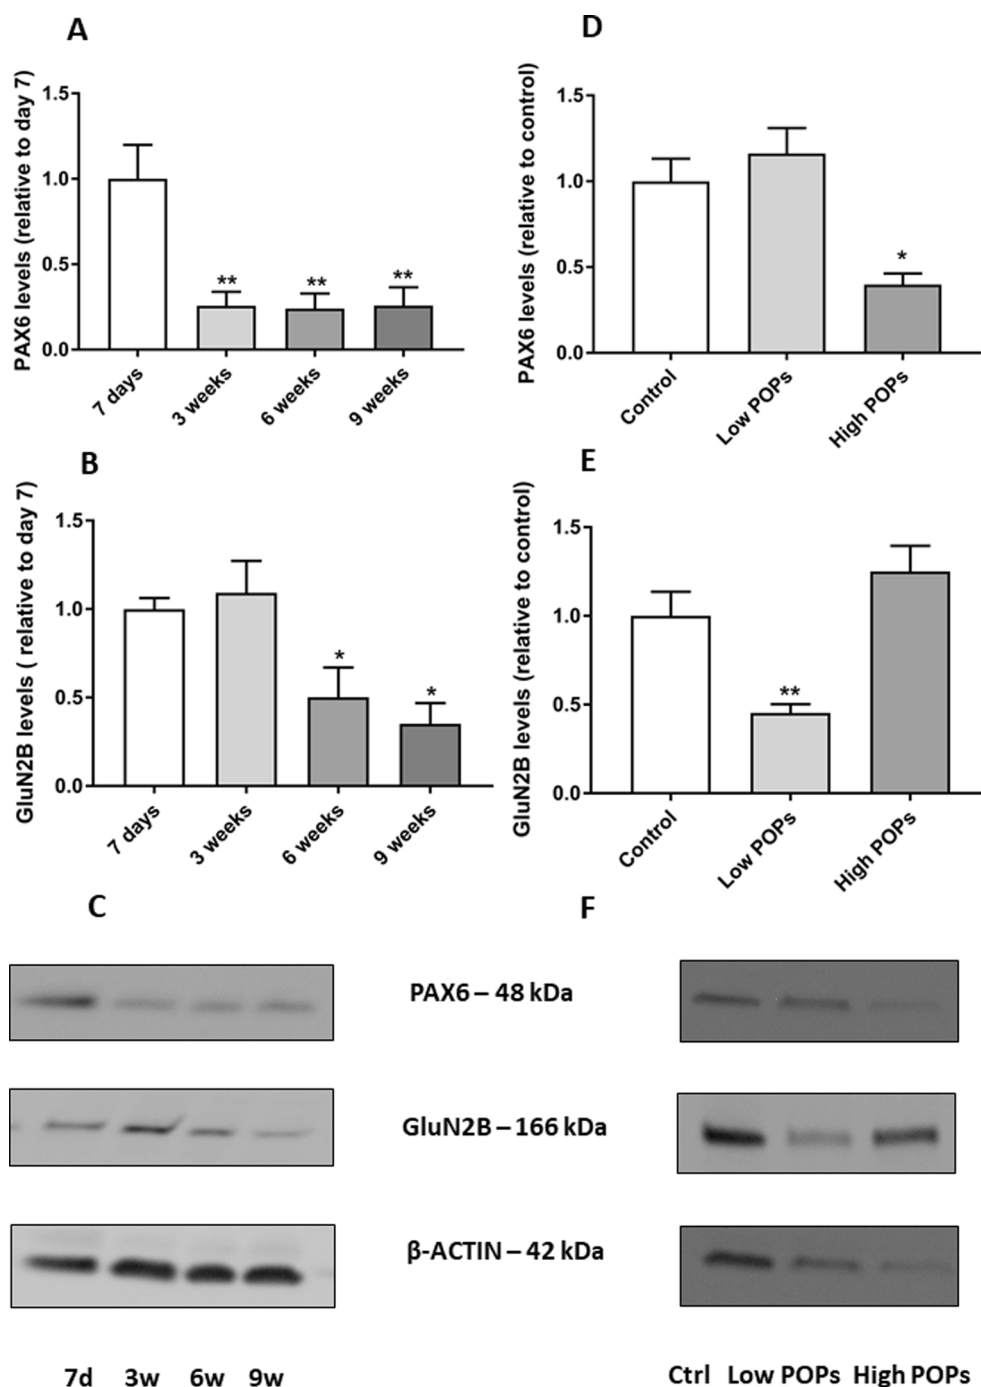 A
PAX6 levels (relative to day 7)
1.5
1.0
0.5
0.0
**
**
**
7 days
3 weeks
6 weeks
9 weeks
D
PAX6 levels (relative to control)
1.5
1.0
0.5
0.0
*
Control
Low POPs
High POPs
B
GluN2B levels ( relative to day 7)
1.5
1.0
0.5
0.0
*
*
7 days
3 weeks
6 weeks
9 weeks
E
GluN2B levels (relative to control)
1.5
1.0
0.5
0.0
**
Control
Low POPs
High POPs
C
F
PAX6 – 48 kDa
GluN2B – 166 kDa
β-ACTIN – 42 kDa
7d 3w 6w 9w
Ctrl Low POPs High POPs